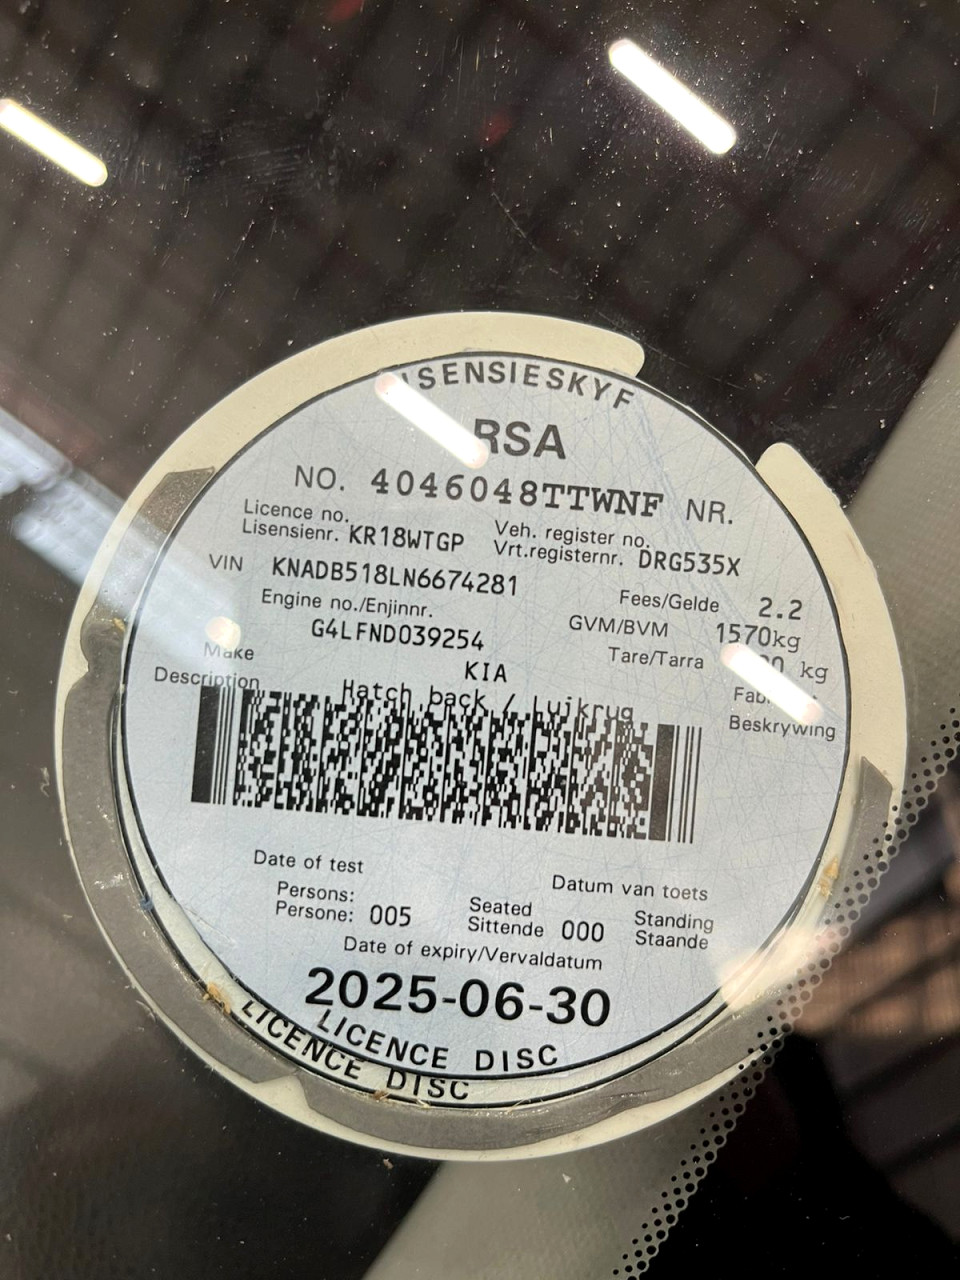 LISENSIESKYF
RSA
NO. 4046048TTWNF NR.
Licence no.
Lisensienr. KR18WTGP
Veh. register no.
Vrt.registernr. DRG535X
VIN KNADB518LN6674281
Fees/Gelde 2.2
Engine no./Enjinnr.
G4LFND039254
GVM/BVM 1570kg
Tare/Tarra kg
Make KIA
Description Hatch back / Luikrug Beskrywing
Date of test Datum van toets
Persons:
Persone: 005
Seated
Sittende 000
Standing
Staande
Date of expiry/Vervaldatum
2025-06-30
LICENCE DISC
LICENCE DISC